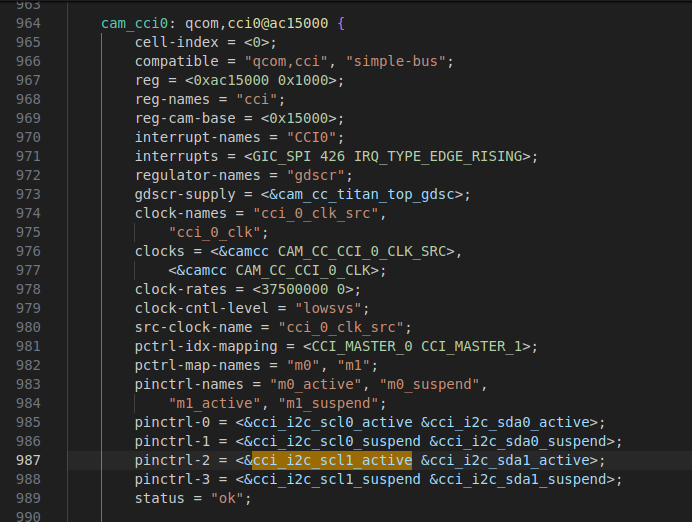 963
964 cam_cci0: qcom,cci0@ac15000 {
965 cell-index = <0>;
966 compatible = "qcom,cci", "simple-bus";
967 reg = <0xac15000 0x1000>;
968 reg-names = "cci";
969 reg-cam-base = <0x15000>;
970 interrupt-names = "CCI0";
971 interrupts = <GIC_SPI 426 IRQ_TYPE_EDGE_RISING>;
972 regulator-names = "gdscr";
973 gdscr-supply = <&cam_cc_titan_top_gdsc>;
974 clock-names = "cci_0_clk_src",
975 "cci_0_clk";
976 clocks = <&camcc CAM_CC_CCI_0_CLK_SRC>,
977 <&camcc CAM_CC_CCI_0_CLK>;
978 clock-rates = <37500000 0>;
979 clock-cntl-level = "lowsvs";
980 src-clock-name = "cci_0_clk_src";
981 pctrl-idx-mapping = <CCI_MASTER_0 CCI_MASTER_1>;
982 pctrl-map-names = "m0", "m1";
983 pinctrl-names = "m0_active", "m0_suspend",
984 "m1_active", "m1_suspend";
985 pinctrl-0 = <&cci_i2c_scl0_active &cci_i2c_sda0_active>;
986 pinctrl-1 = <&cci_i2c_scl0_suspend &cci_i2c_sda0_suspend>;
987 pinctrl-2 = <&cci_i2c_scl1_active &cci_i2c_sda1_active>;
988 pinctrl-3 = <&cci_i2c_scl1_suspend &cci_i2c_sda1_suspend>;
989 status = "ok";
990